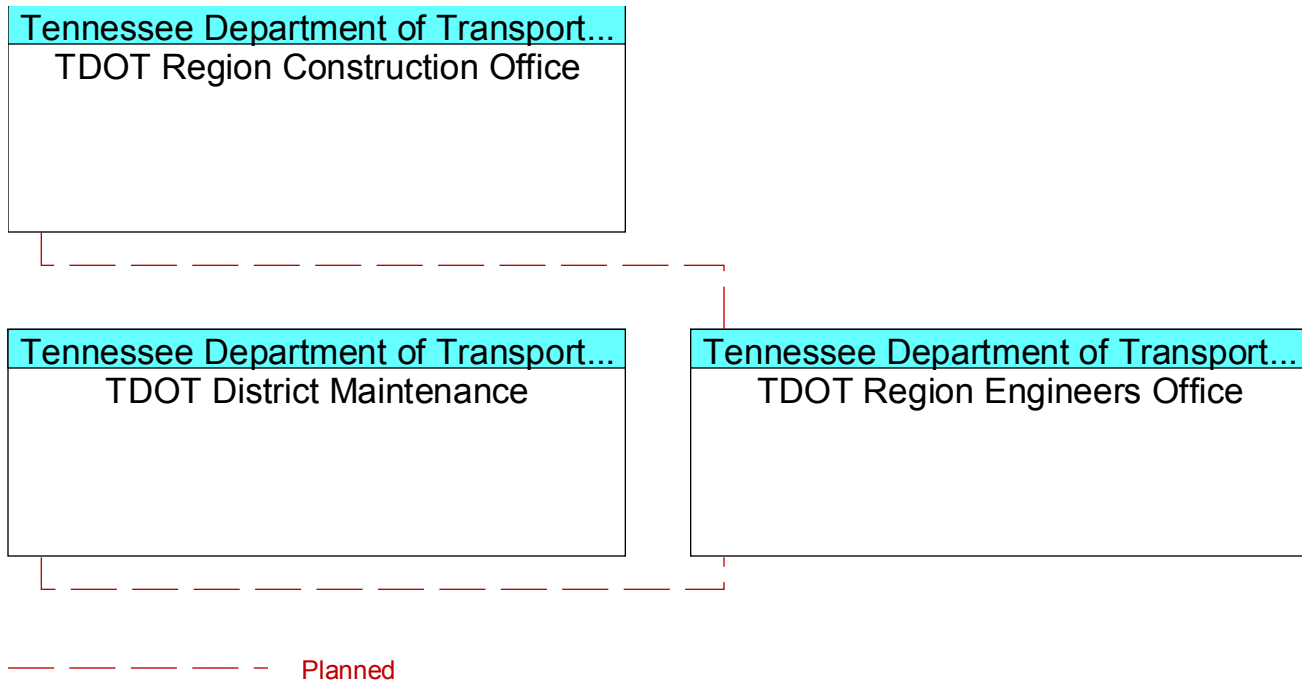 Tennessee Department of Transport...
TDOT Region Construction Office
Tennessee Department of Transport...
TDOT District Maintenance
Tennessee Department of Transport...
TDOT Region Engineers Office
Planned